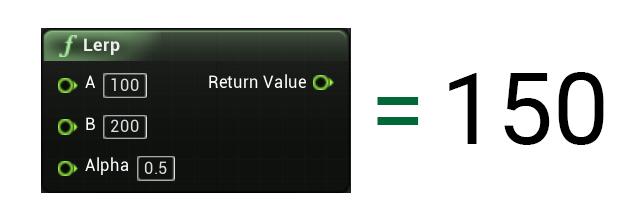 f Lerp
A 100 Return Value
B 200
Alpha 0.5
= 150